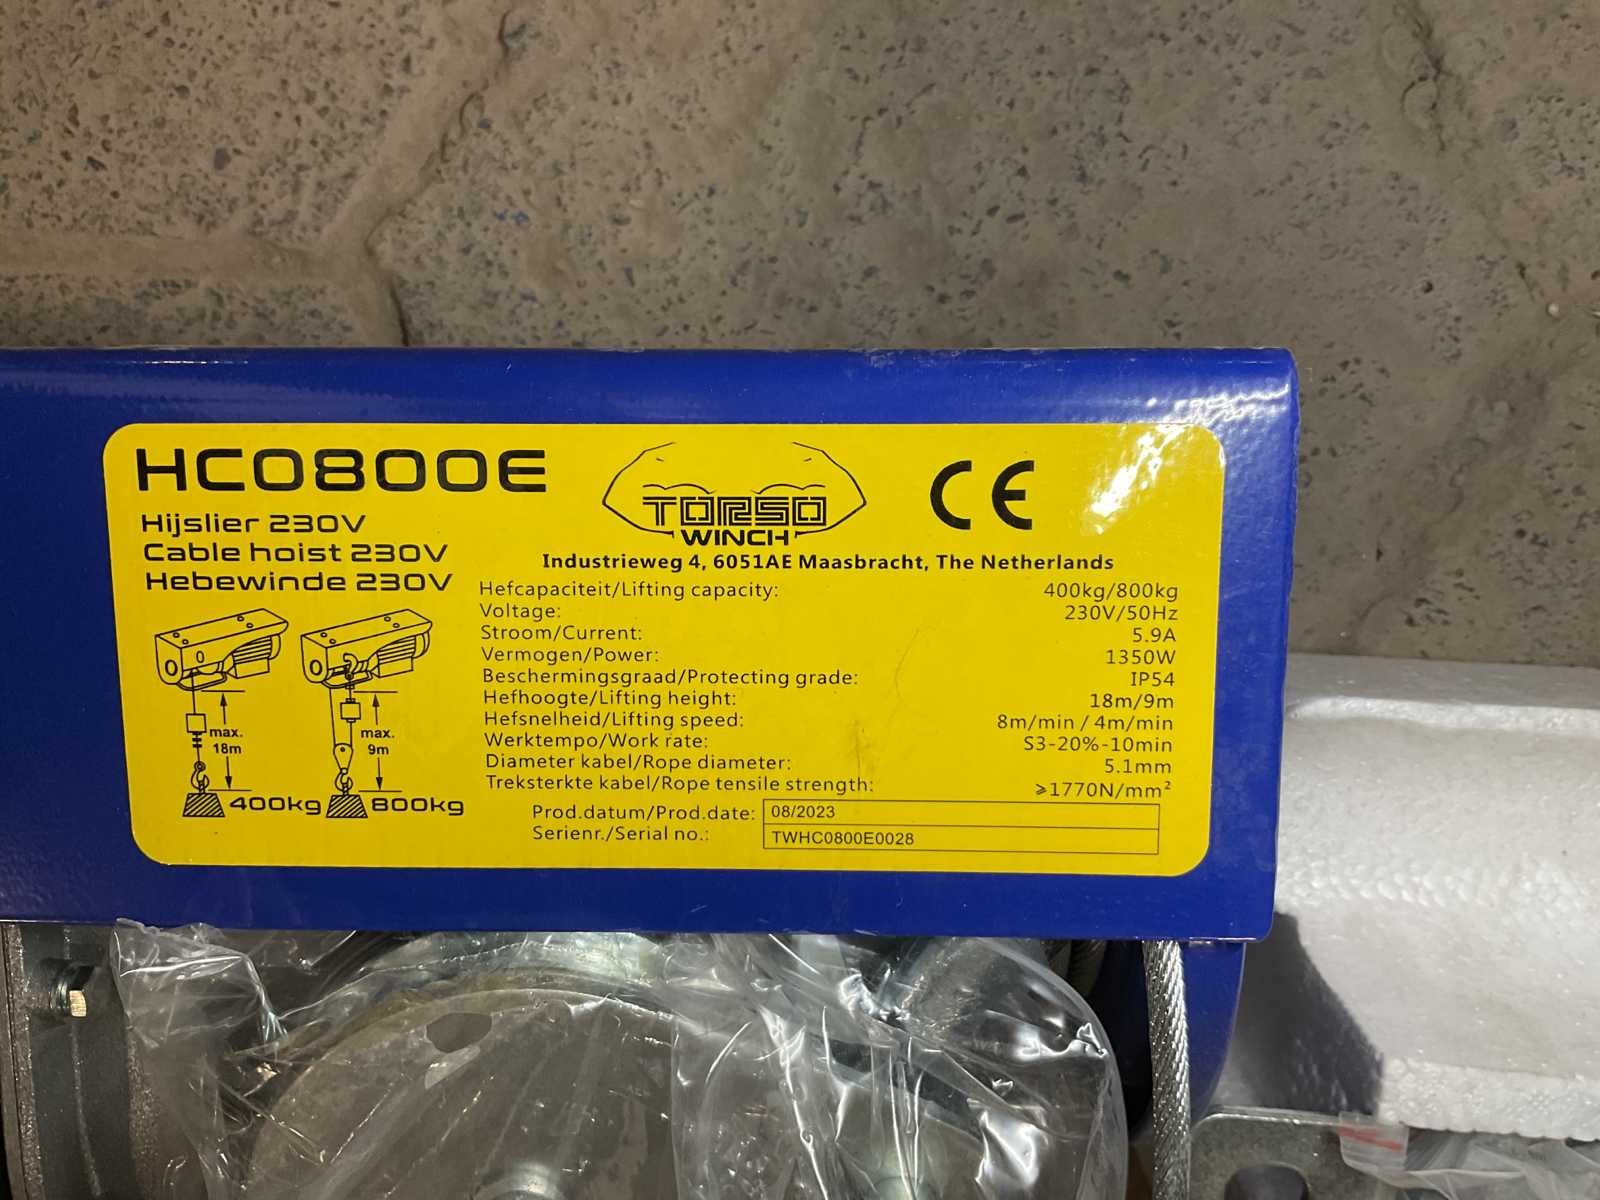 HC0800E
Hijslier 230V
Cable hoist 230V
Hebewinde 230V
max.
18m
400kg
max.
9m
800kg
TORSO
WINCH
CE
Industrieweg 4, 6051AE Maasbracht, The Netherlands
Hefcapaciteit/Lifting capacity: 400kg/800kg
Voltage: 230V/50Hz
Stroom/Current: 5.9A
Vermogen/Power: 1350W
Beschermingsgraad/Protecting grade: IP54
Hefhoogte/Lifting height: 18m/9m
Hefsnelheid/Lifting speed: 8m/min / 4m/min
Werktempo/Work rate: S3-20%-10min
Diameter kabel/Rope diameter: 5.1mm
Treksterkte kabel/Rope tensile strength: ⩾1770N/mm²
Prod.datum/Prod.date: 08/2023
Serienr./Serial no.: TWHC0800E0028